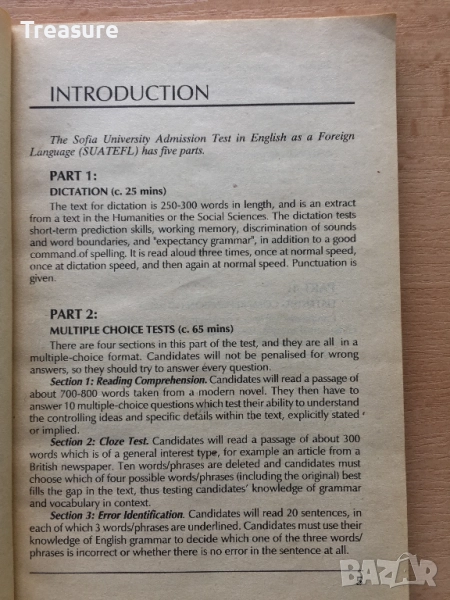 Treasure
INTRODUCTION
The Sofia University Admission Test in English as a Foreign
Language (SUATEFL) has five parts.
PART 1:
DICTATION (c. 25 mins)
The text for dictation is 250-300 words in length, and is an extract
from a text in the Humanities or the Social Sciences. The dictation tests
short-term prediction skills, working memory, discrimination of sounds
and word boundaries, and "expectancy grammar", in addition to a good
command of spelling. It is read aloud three times, once at normal speed,
once at dictation speed, and then again at normal speed. Punctuation is
given.
PART 2:
MULTIPLE CHOICE TESTS (c. 65 mins)
There are four sections in this part of the test, and they are all in a
multiple-choice format. Candidates will not be penalised for wrong
answers, so they should try to answer every question.
Section 1: Reading Comprehension. Candidates will read a passage of
about 700-800 words taken from a modern novel. They then have to
answer 10 multiple-choice questions which test their ability to understand
the controlling ideas and specific details within the text, explicitly stated
or implied.
Section 2: Cloze Test. Candidates will read a passage of about 300
words which is of a general interest type, for example an article from a
British newspaper. Ten words/phrases are deleted and candidates must
choose which of four possible words/phrases (including the original) best
fills the gap in the text, thus testing candidates' knowledge of grammar
and vocabulary in context.
Section 3: Error Identification. Candidates will read 20 sentences, in
each of which 3 words/phrases are underlined. Candidates must use their
knowledge of English grammar to decide which one of the three words/
phrases is incorrect or whether there is no error in the sentence at all.
5
BAZAR